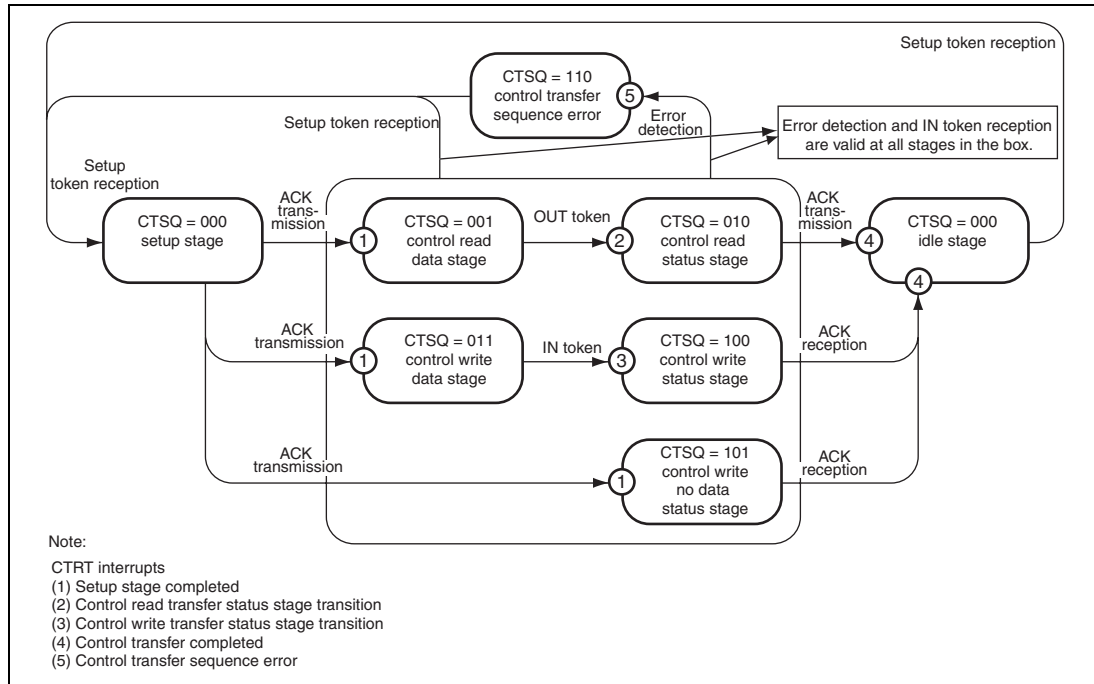 Setup token reception
CTSQ = 110
control transfer
sequence error
5
Setup token reception
Error
detection
Error detection and IN token reception
are valid at all stages in the box.
Setup
token reception
CTSQ = 000
setup stage
ACK
trans-
mission
1
CTSQ = 001
control read
data stage
OUT token
2
CTSQ = 010
control read
status stage
ACK
trans-
mission
4
CTSQ = 000
idle stage
4
ACK
transmission
1
CTSQ = 011
control write
data stage
IN token
3
CTSQ = 100
control write
status stage
ACK
reception
ACK
transmission
1
CTSQ = 101
control write
no data
status stage
ACK
reception
Note:
CTRT interrupts
(1) Setup stage completed
(2) Control read transfer status stage transition
(3) Control write transfer status stage transition
(4) Control transfer completed
(5) Control transfer sequence error